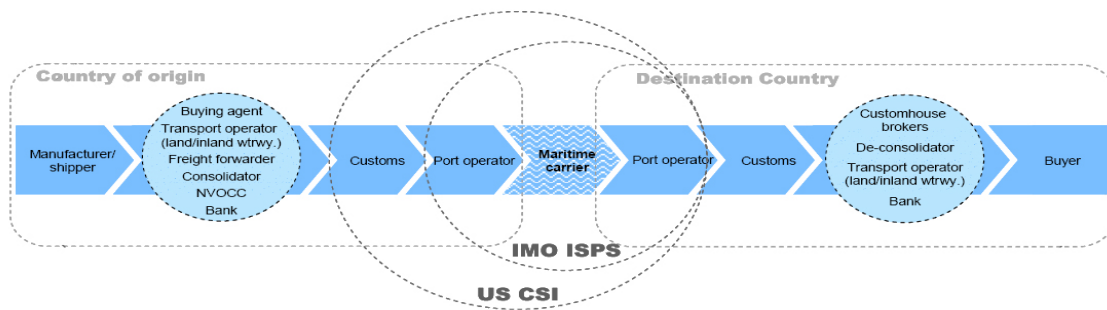 Country of origin
Destination Country
Manufacturer/
shipper
Buying agent
Transport operator
(land/inland wtrwy.)
Freight forwarder
Consolidator
NVOCC
Bank
Customs
Port operator
Maritime
carrier
Port operator
Customs
Customhouse
brokers
De-consolidator
Transport operator
(land/inland wtrwy.)
Bank
Buyer
IMO ISPS
US CSI